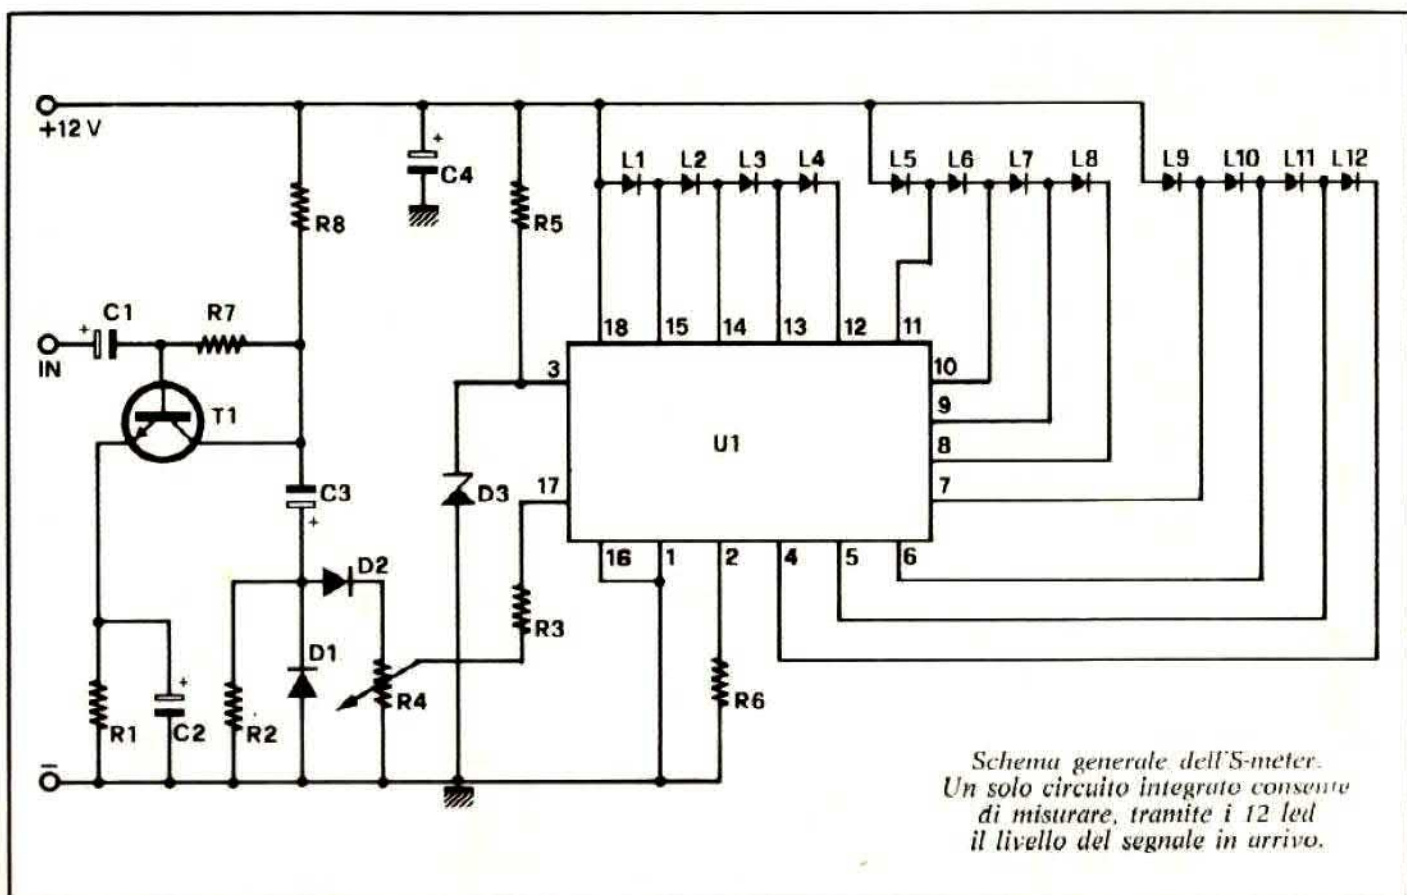 +12 V
C4
R8
R5
L1 L2 L3 L4
L5 L6 L7 L8
L9 L10 L11 L12
C1
R7
IN
T1
C3
18 15 14 13 12 11
3
10
9
8
7
17
U1
16 1 2 4 5 6
D3
D2
D1
R3
R4
R6
R1
C2
R2
Schema generale dell'S-meter.
Un solo circuito integrato consente
di misurare, tramite i 12 led
il livello del segnale in arrivo.